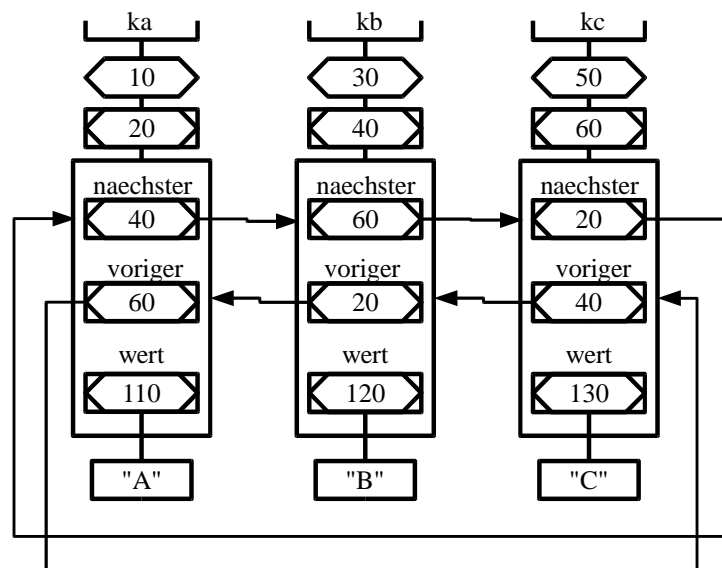 ka kb kc
10 30 50
20 40 60
naechster naechster naechster
40 60 20
voriger voriger voriger
60 20 40
wert wert wert
110 120 130
"A" "B" "C"